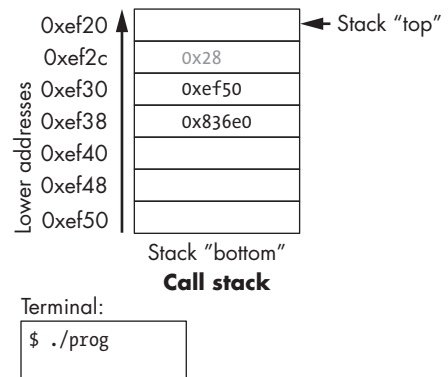 0xef20
Stack “top”
0xef2c 0x28
0xef30 0xef50
0xef38 0x836e0
0xef40
0xef48
0xef50
Lower addresses
Stack “bottom”
Call stack
Terminal:
$ ./prog